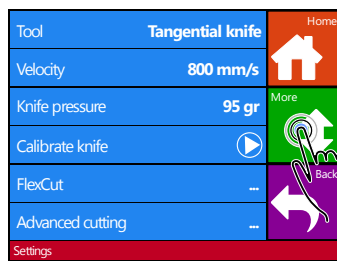 Tool Tangential knife
Velocity 800 mm/s
Knife pressure 95 gr
Calibrate knife
FlexCut ...
Advanced cutting ...
Settings
Home
More
Back